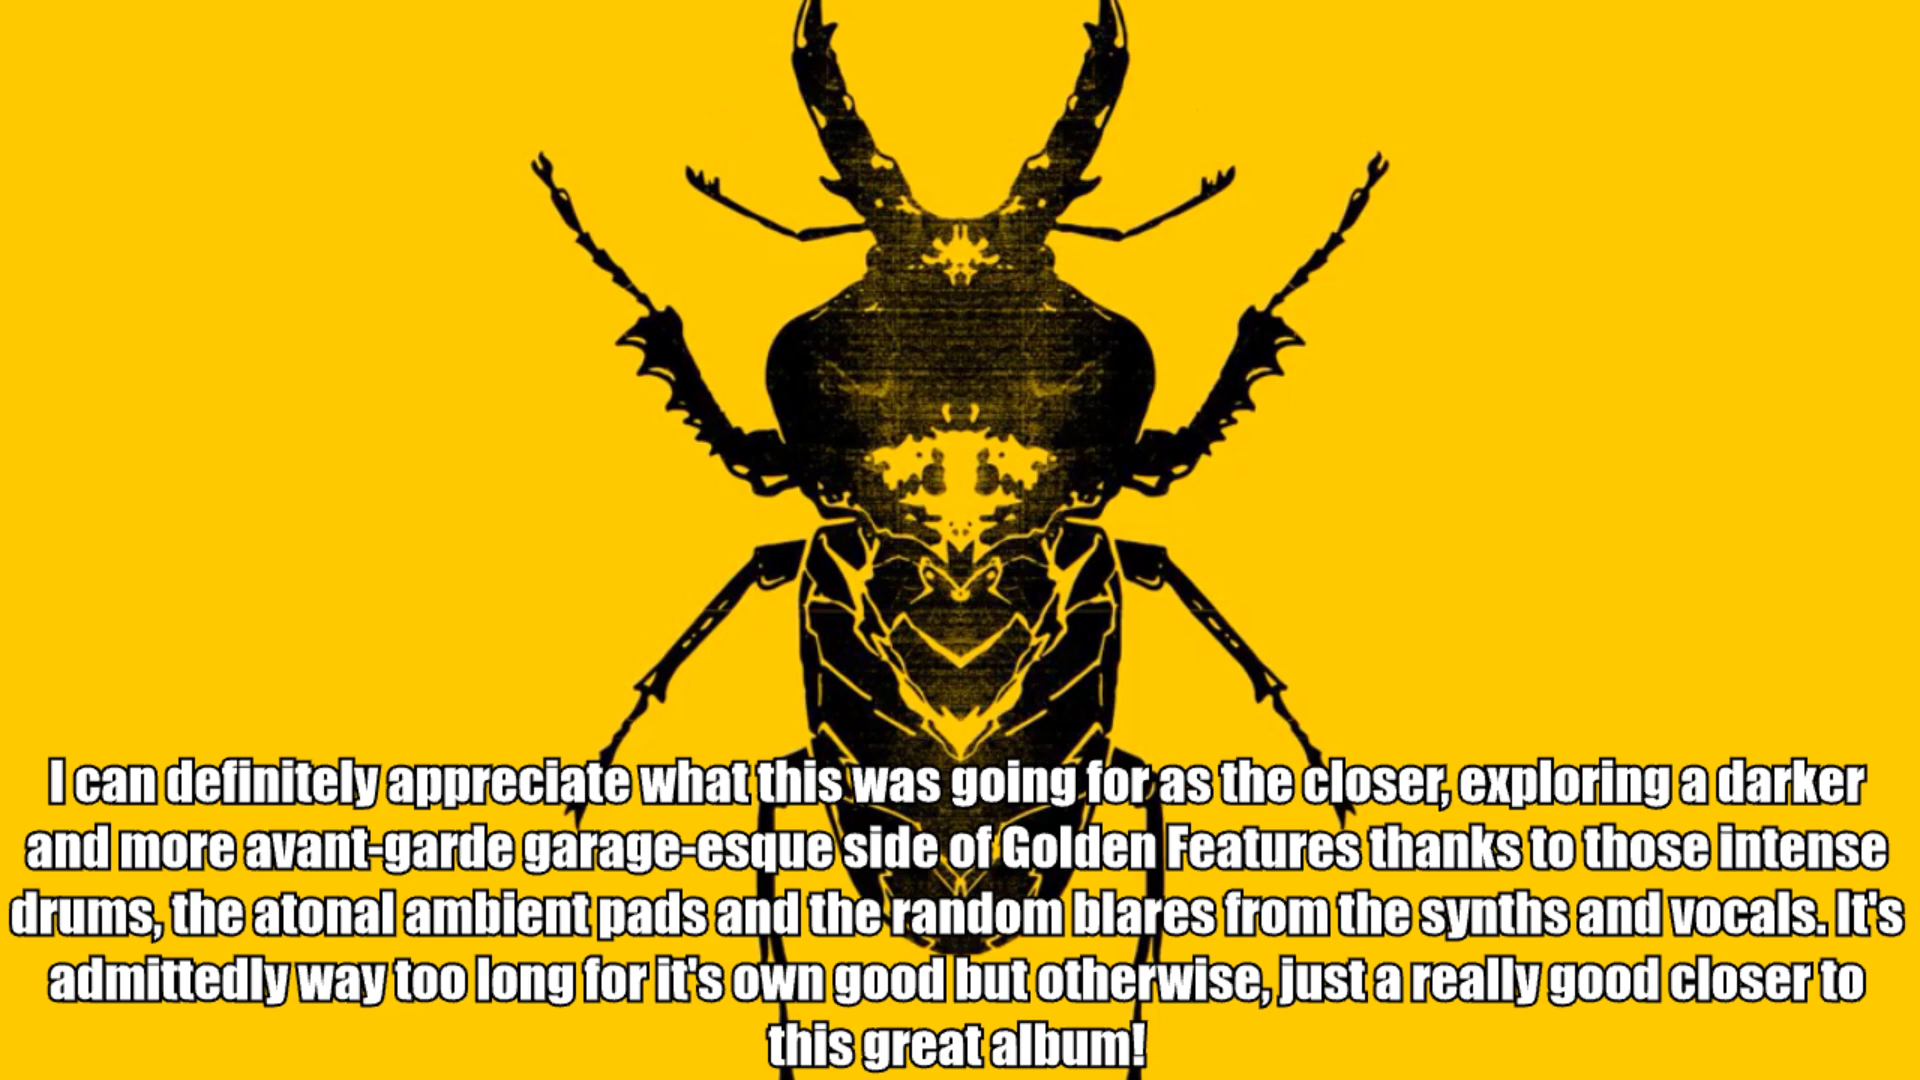 I can definitely appreciate what this was going for as the closer, exploring a darker
and more avant-garde garage-esque side of Golden Features thanks to those intense
drums, the atonal ambient pads and the random blares from the synths and vocals. It's
admittedly way too long for it's own good but otherwise, just a really good closer to
this great album!